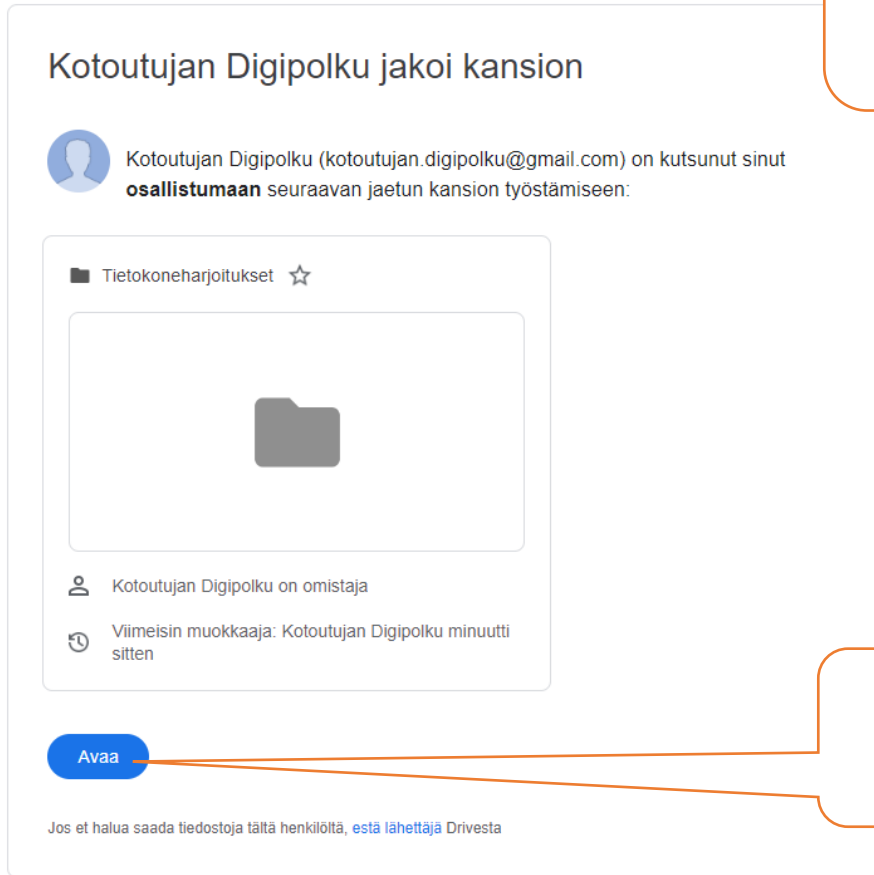 Kotoutujan Digipolku jakoi kansion
Kotoutujan Digipolku (kotoutujan.digipolku@gmail.com) on kutsunut sinut
osallistumaan seuraavan jaetun kansion työstämiseen:
Tietokoneharjoitukset
Kotoutujan Digipolku on omistaja
Viimeisin muokkaaja: Kotoutujan Digipolku minuutti
sitten
Avaa
Jos et halua saada tiedostoja tältä henkilöltä, estä lähettäjä Drivesta